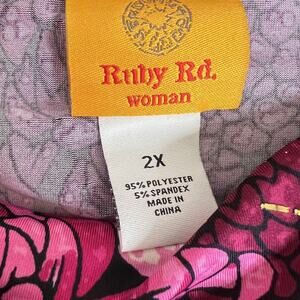 Ruby Rd.
woman
2X
95% POLYESTER
5% SPANDEX
MADE IN
CHINA